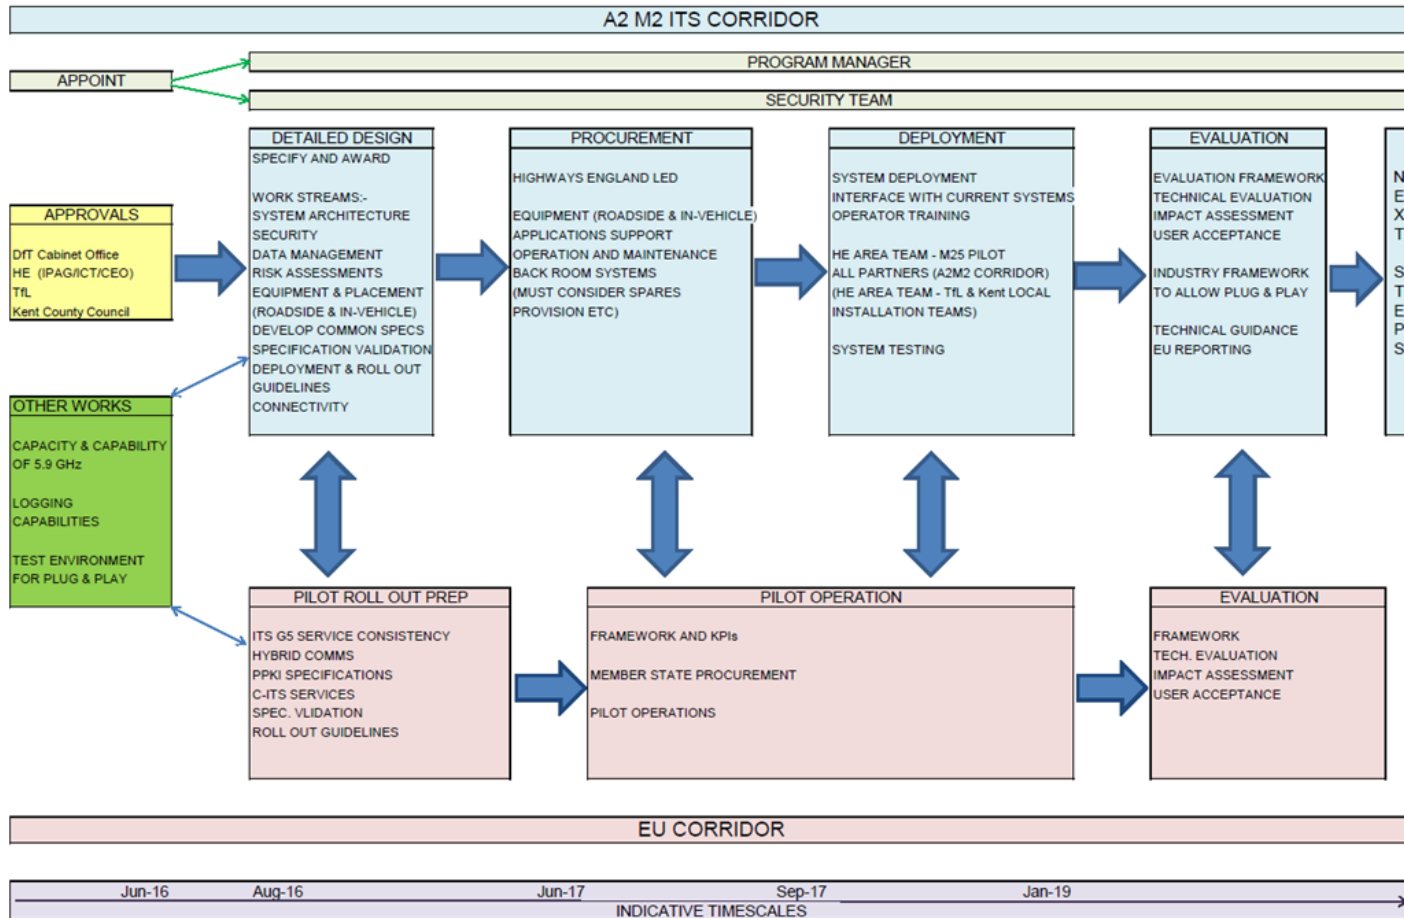 A2 M2 ITS CORRIDOR
PROGRAM MANAGER
APPOINT
SECURITY TEAM
APPROVALS
DfT Cabinet Office
HE (IPAG/ICT/CEO)
TfL
Kent County Council
OTHER WORKS
CAPACITY & CAPABILITY
OF 5.9 GHz
LOGGING
CAPABILITIES
TEST ENVIRONMENT
FOR PLUG & PLAY
DETAILED DESIGN
SPECIFY AND AWARD
WORK STREAMS:-
SYSTEM ARCHITECTURE
SECURITY
DATA MANAGEMENT
RISK ASSESSMENTS
EQUIPMENT & PLACEMENT
(ROADSIDE & IN-VEHICLE)
DEVELOP COMMON SPECS
SPECIFICATION VALIDATION
DEPLOYMENT & ROLL OUT
GUIDELINES
CONNECTIVITY
PROCUREMENT
HIGHWAYS ENGLAND LED
EQUIPMENT (ROADSIDE & IN-VEHICLE)
APPLICATIONS SUPPORT
OPERATION AND MAINTENANCE
BACK ROOM SYSTEMS
(MUST CONSIDER SPARES
PROVISION ETC)
DEPLOYMENT
SYSTEM DEPLOYMENT
INTERFACE WITH CURRENT SYSTEMS
OPERATOR TRAINING
HE AREA TEAM - M25 PILOT
ALL PARTNERS (A2M2 CORRIDOR)
(HE AREA TEAM - TfL & Kent LOCAL
INSTALLATION TEAMS)
SYSTEM TESTING
EVALUATION
EVALUATION FRAMEWORK
TECHNICAL EVALUATION
IMPACT ASSESSMENT
USER ACCEPTANCE
INDUSTRY FRAMEWORK
TO ALLOW PLUG & PLAY
TECHNICAL GUIDANCE
EU REPORTING
N
E
X
T
S
T
E
P
S
PILOT ROLL OUT PREP
ITS G5 SERVICE CONSISTENCY
HYBRID COMMS
PPKI SPECIFICATIONS
C-ITS SERVICES
SPEC. VLIDATION
ROLL OUT GUIDELINES
PILOT OPERATION
FRAMEWORK AND KPIs
MEMBER STATE PROCUREMENT
PILOT OPERATIONS
EVALUATION
FRAMEWORK
TECH. EVALUATION
IMPACT ASSESSMENT
USER ACCEPTANCE
EU CORRIDOR
Jun-16 Aug-16 Jun-17 Sep-17 Jan-19
INDICATIVE TIMESCALES